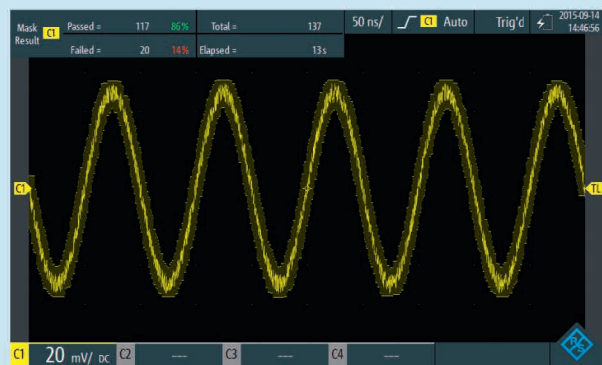 Mask Result C1 Passed = 117 86% Total = 137 50 ns/ C1 Auto Trig'd 2015-09-14
Failed = 20 14% Elapsed = 13 s 14:46:56
C1 TL
C1 20 mV/ DC C2 --- C3 --- C4 ---
R&S